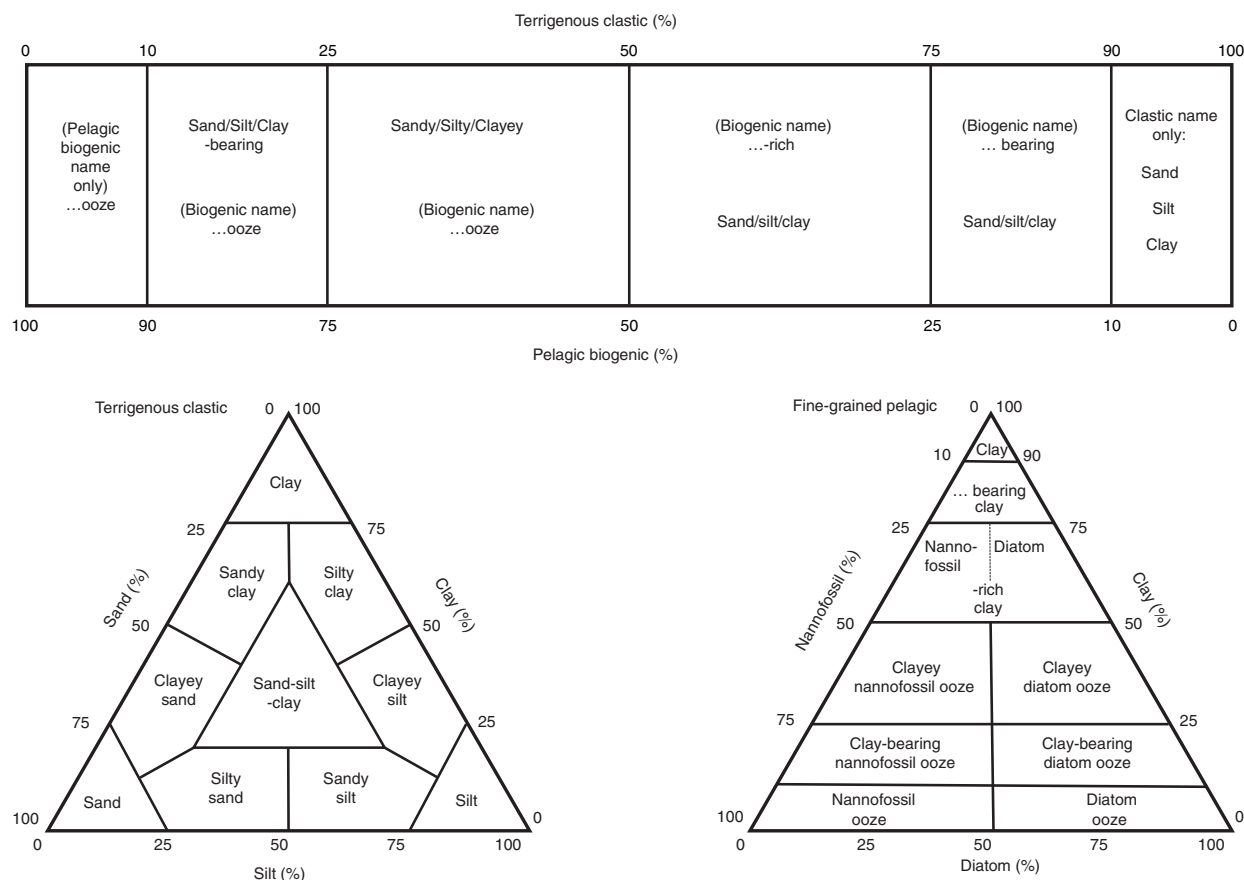 Terrigenous clastic (%)
0 10 25 50 75 90 100
(Pelagic
biogenic
name
only)
…ooze
Sand/Silt/Clay
-bearing
(Biogenic name)
…ooze
Sandy/Silty/Clayey
(Biogenic name)
…ooze
(Biogenic name)
…-rich
Sand/silt/clay
(Biogenic name)
… bearing
Sand/silt/clay
Clastic name
only:
Sand
Silt
Clay
100 90 75 50 25 10 0
Pelagic biogenic (%)
Terrigenous clastic
0 100
Clay
25 75
Sandy
clay
Silty
clay
Sand (%)
Clay (%)
50 50
Clayey
sand
Sand-silt
-clay
Clayey
silt
75 25
Sand
Silty
sand
Sandy
silt
Silt
100 0
0 25 50 75 100
Silt (%)
Fine-grained pelagic
0 100
Clay
10 90
… bearing
clay
25 75
Nanno-
fossil
Diatom
-rich
clay
Nannofossil (%)
Clay (%)
50 50
Clayey
nannofossil ooze
Clayey
diatom ooze
75 25
Clay-bearing
nannofossil ooze
Clay-bearing
diatom ooze
Nannofossil
ooze
Diatom
ooze
100 0
0 25 50 75 100
Diatom (%)